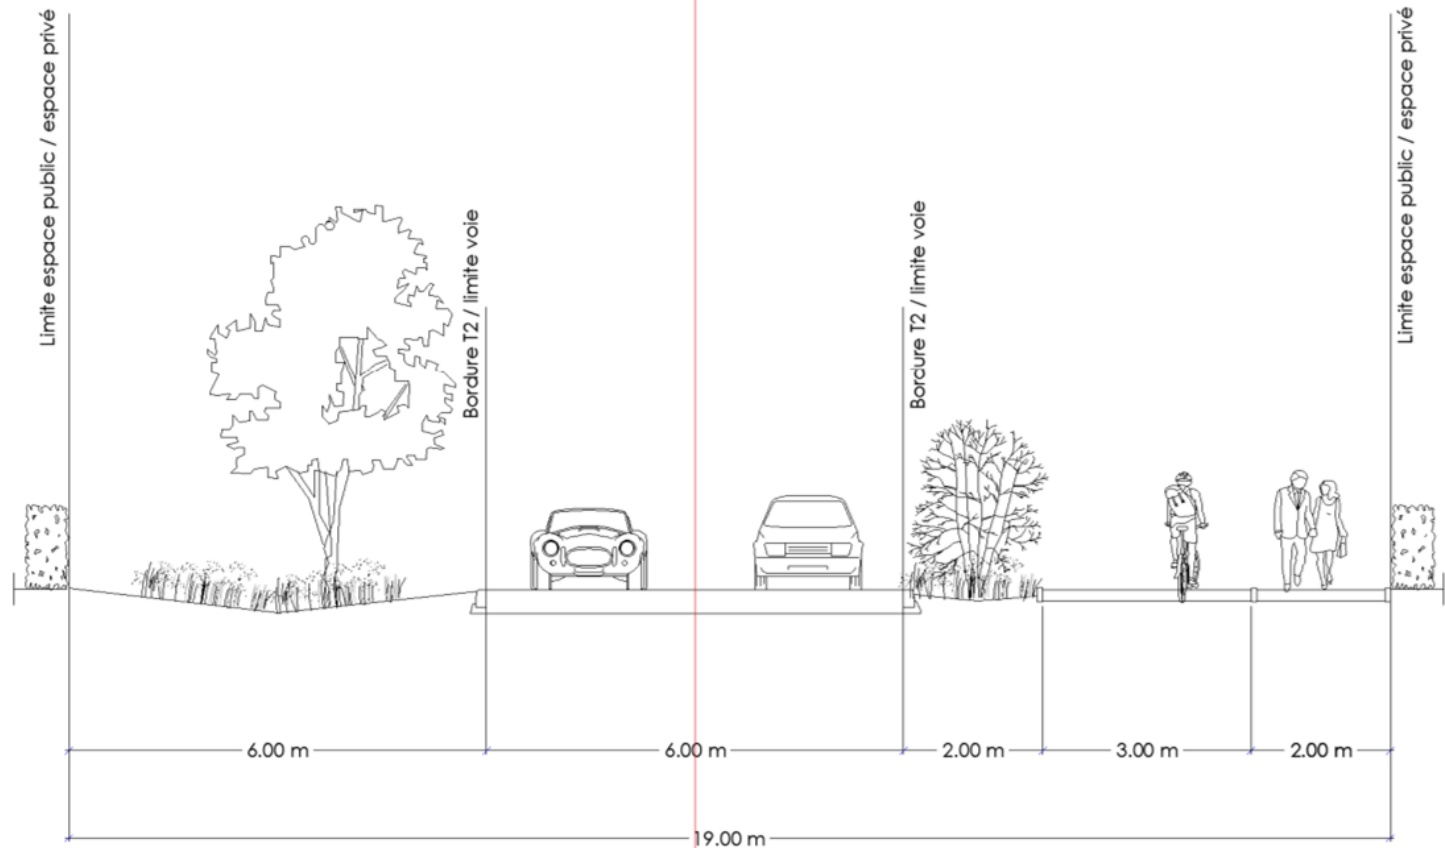 Limite espace public / espace privé
Bordure T2 / limite voie
Borcure T2 / limite voie
Limite espace public / espace privé
6.00 m
6.00 m
2.00 m
3.00 m
2.00 m
19.00 m